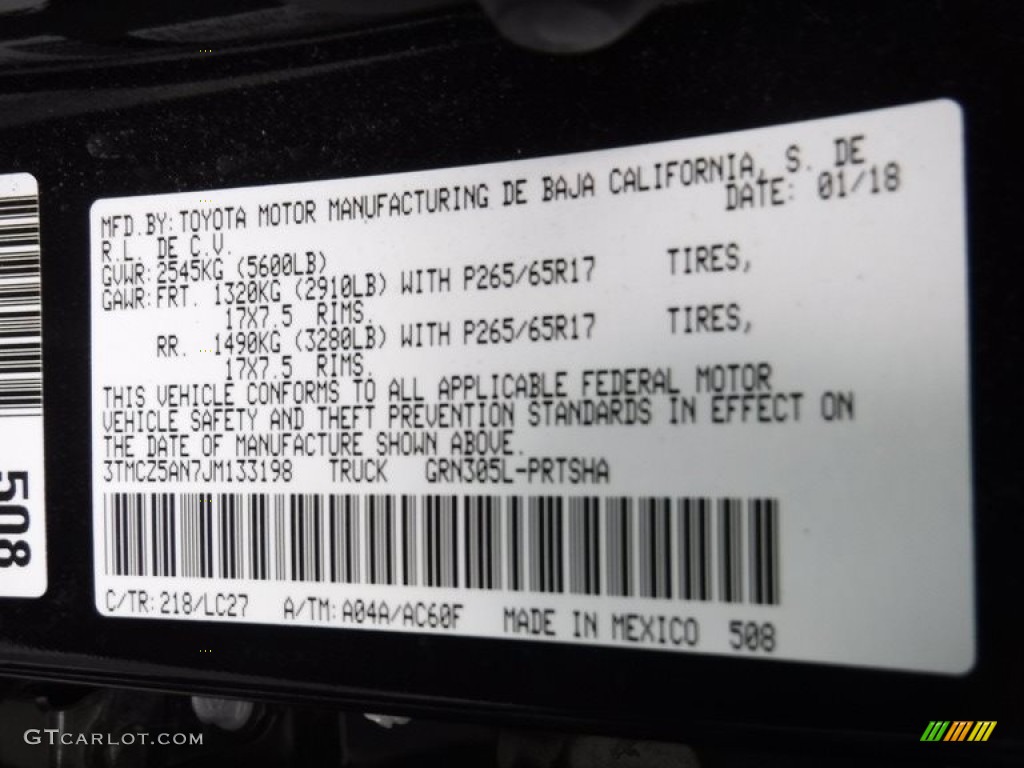 MFD.BY:TOYOTA MOTOR MANUFACTURING DE BAJA CALIFORNIA, S. DE
R.L. DE C.V. DATE: 01/18
GVWR:2545KG (5600LB)
GAWR:FRT. 1320KG (2910LB) WITH P265/65R17 TIRES,
17X7.5 RIMS.
RR. 1490KG (3280LB) WITH P265/65R17 TIRES,
17X7.5 RIMS.
THIS VEHICLE CONFORMS TO ALL APPLICABLE FEDERAL MOTOR
VEHICLE SAFETY AND THEFT PREVENTION STANDARDS IN EFFECT ON
THE DATE OF MANUFACTURE SHOWN ABOVE.
3TMCZ5AN7JM133198 TRUCK GRN305L-PRTSHA
C/TR:218/LC27 A/TM:A04A/AC60F MADE IN MEXICO 508
508
GTCARLOT.COM